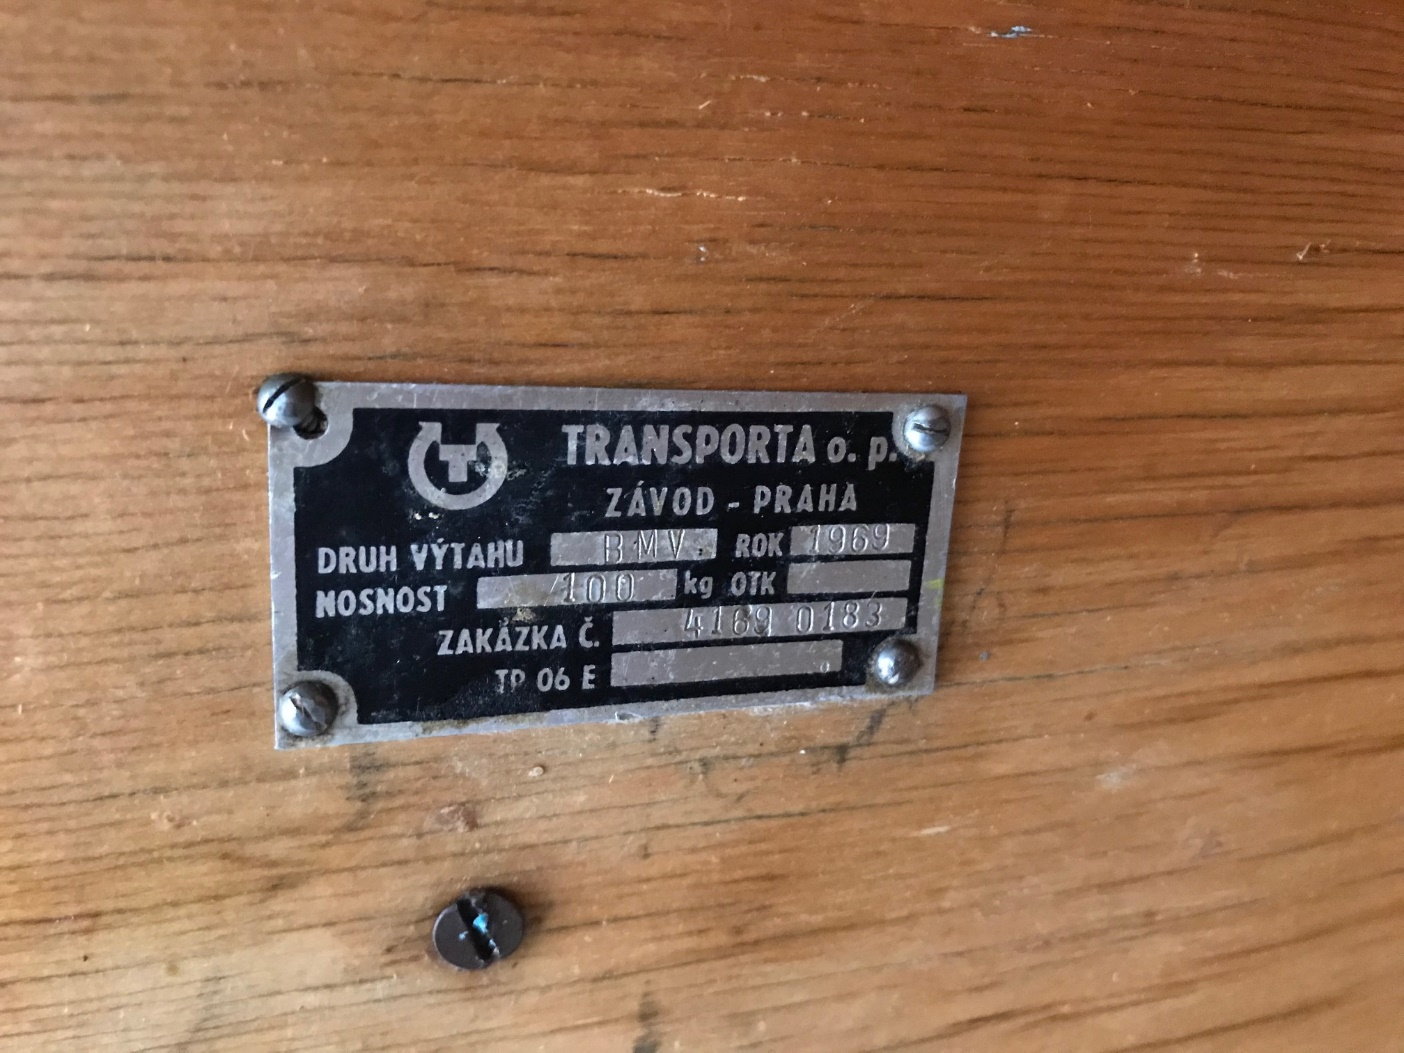 T
TRANSPORTA o. p.
ZÁVOD - PRAHA
DRUH VÝTAHU BMV. ROK 1969
NOSNOST 100 kg OTK
ZAKÁZKA Č. 4169 0183
TP 06 E